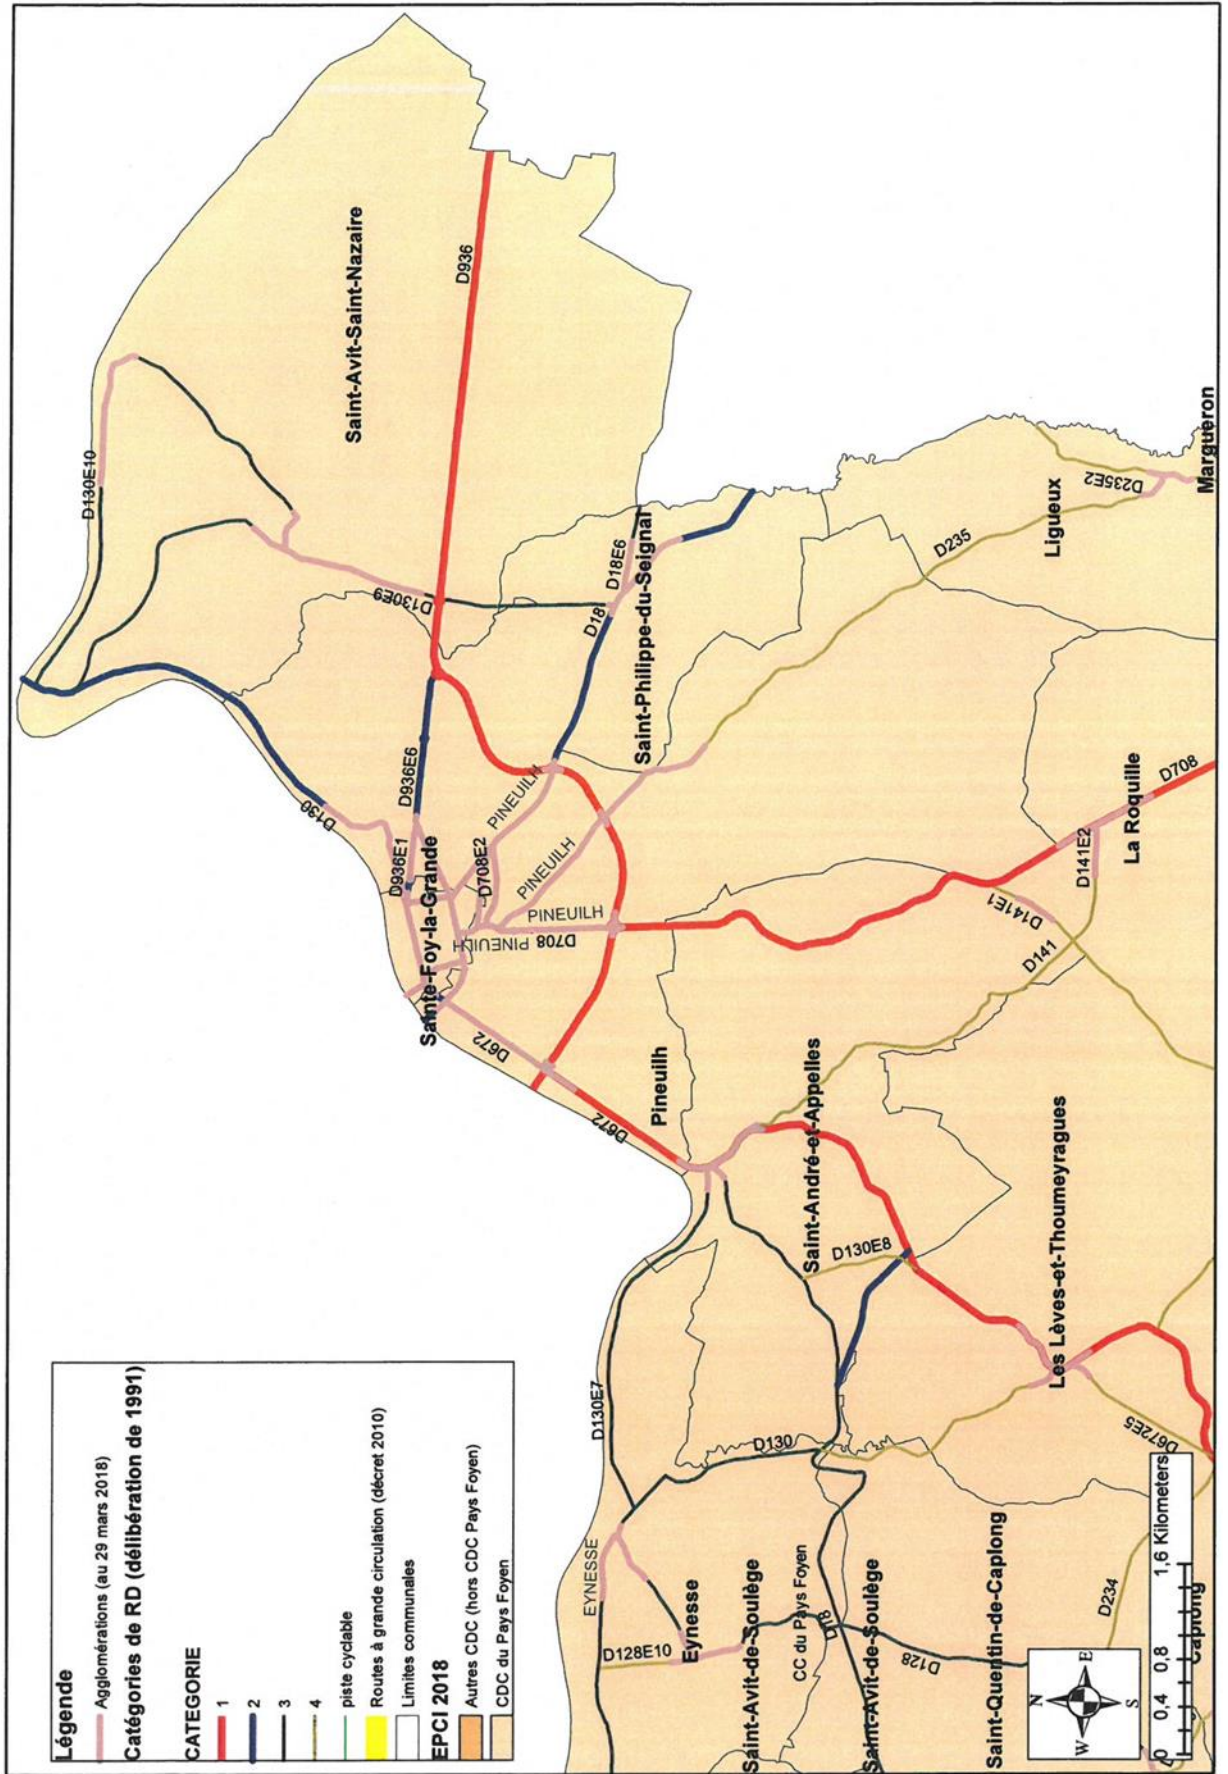 Légende
Agglomérations (au 29 mars 2018)
Catégories de RD (délibération de 1991)
CATEGORIE
1
2
3
4
piste cyclable
Routes à grande circulation (décret 2010)
Limites communales
EPCI 2018
Autres CDC (hors CDC Pays Foyen)
CDC du Pays Foyen
D130E10
Saint-Avit-Saint-Nazaire
D936
D130E9
D130
D936E6
D936E1
Sainte-Foy-la-Grande
D708E2
PINEUILH
PINEUILH
PINEUILH
PINEUILH
D708
D18
D18E6
Saint-Philippe-du-Seignal
D672
D672
Pineuilh
D235
D235E2
Ligueux
Margueron
D708
La Roquille
D141E2
D141E1
D141
Saint-André-et-Appelles
D130E8
Les Lèves-et-Thoumeyragues
D672E5
D130E7
D130
EYNESSE
D128E10
Eynesse
Saint-Avit-de-Soulège
CC du Pays Foyen
D18
Saint-Avit-de-Soulège
D128
Saint-Quentin-de-Caplong
D234
Caplong
N
W
E
S
0 0,4 0,8 1,6 Kilometers